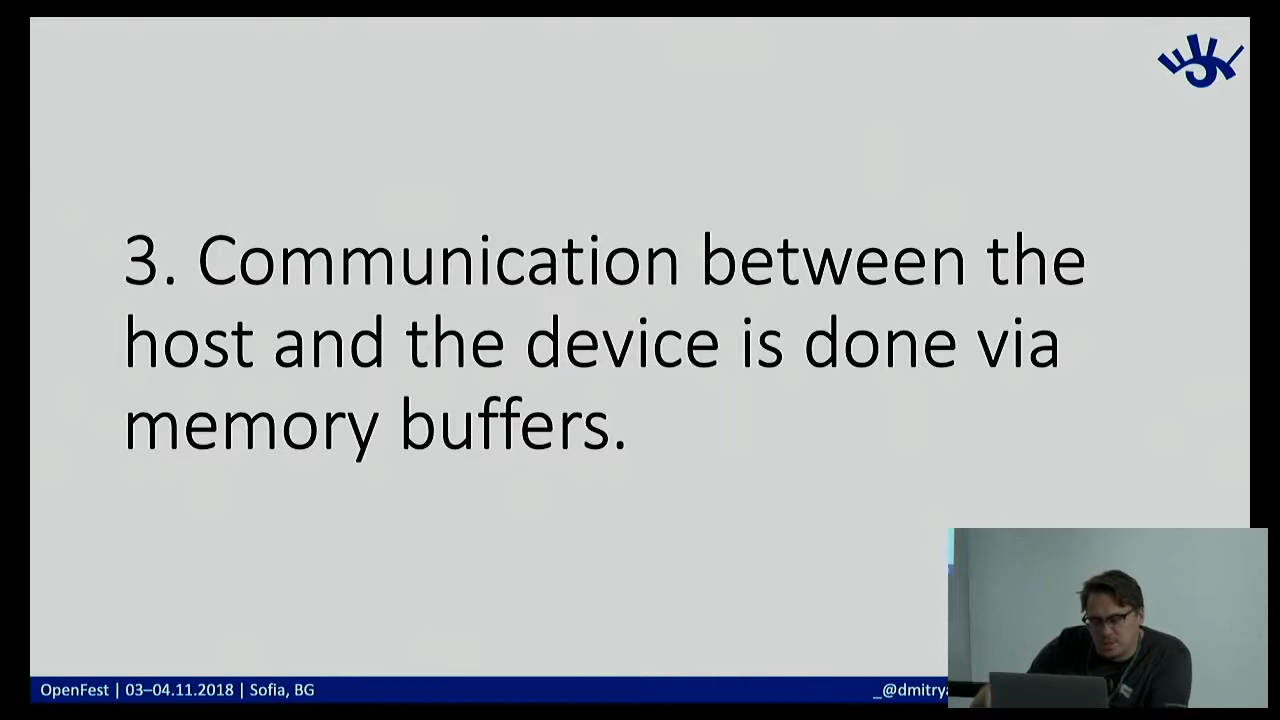 3. Communication between the
host and the device is done via
memory buffers.
OpenFest | 03–04.11.2018 | Sofia, BG